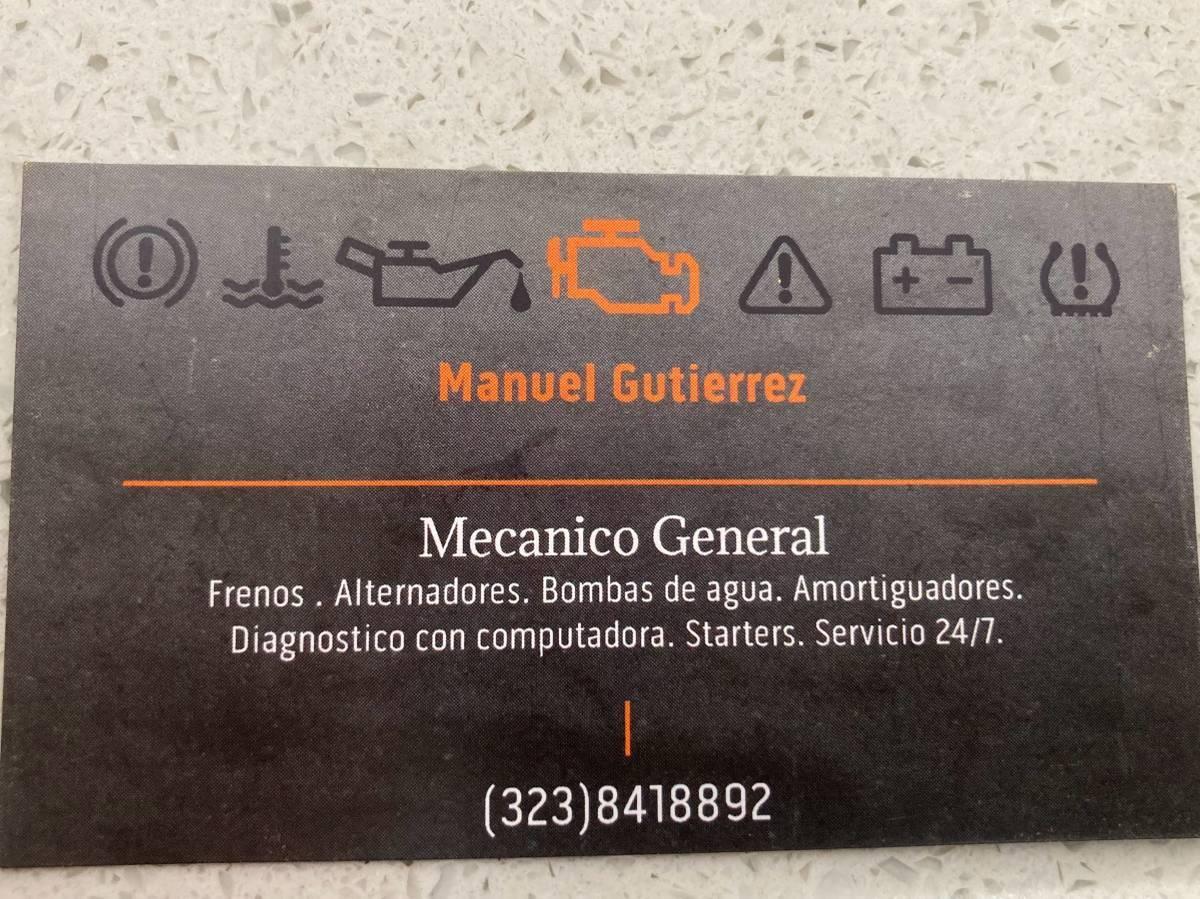 Manuel Gutierrez
Mecanico General
Frenos . Alternadores. Bombas de agua. Amortiguadores.
Diagnostico con computadora. Starters. Servicio 24/7.
(323)8418892